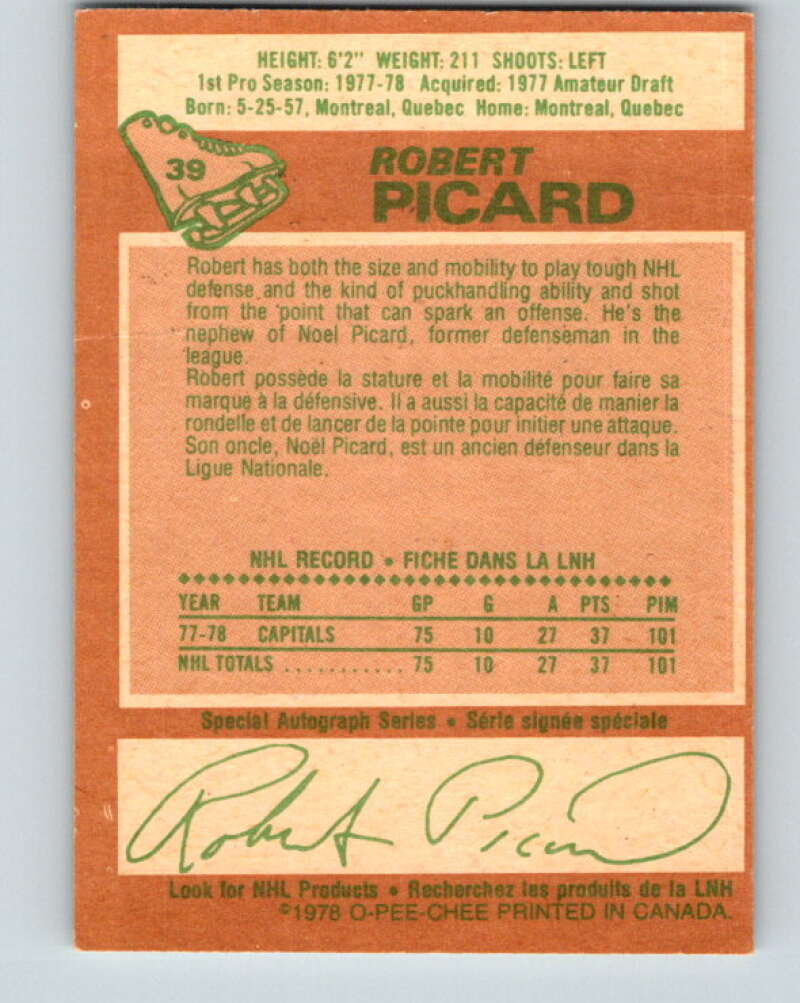 HEIGHT: 6'2" WEIGHT: 211 SHOOTS: LEFT
1st Pro Season: 1977-78 Acquired: 1977 Amateur Draft
Born: 5-25-57, Montreal, Quebec Home: Montreal, Quebec
39
ROBERT
PICARD
Robert has both the size and mobility to play tough NHL
defense and the kind of puckhandling ability and shot
from the point that can spark an offense. He's the
nephew of Noel Picard, former defenseman in the
league.
Robert possède la stature et la mobilité pour faire sa
marque à la défensive. Il a aussi la capacité de manier la
rondelle et de lancer de la pointe pour initier une attaque.
Son oncle, Noël Picard, est un ancien défenseur dans la
Ligue Nationale.
NHL RECORD • FICHE DANS LA LNH
YEAR TEAM GP G A PTS PIM
77-78 CAPITALS 75 10 27 37 101
NHL TOTALS ............ 75 10 27 37 101
Special Autograph Series • Série signée spéciale
Robert Picard
Look for NHL Products • Recherchez les produits de la LNH
©1978 O-PEE-CHEE PRINTED IN CANADA.